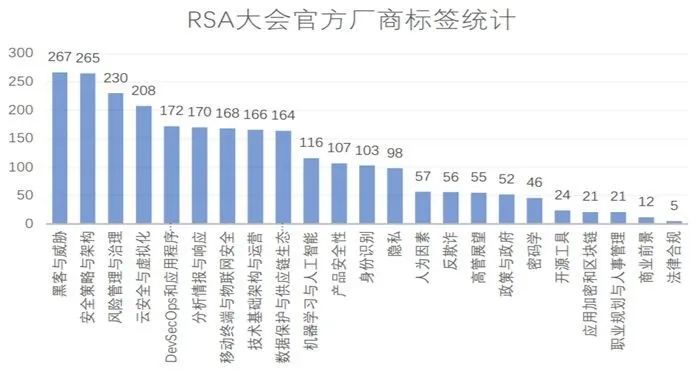 RSA大会官方厂商标签统计
300
250
200
150
100
50
0
267
265
230
208
172
170
168
166
164
116
107
103
98
57
56
55
52
46
24
21
21
12
5
黑客与威胁
安全策略与架构
风险管理与治理
云安全与虚拟化
DevSecOps和应用程序…
分析情报与响应
移动终端与物联网安全
技术基础架构与运营
数据保护与供应链生态…
机器学习与人工智能
产品安全性
身份识别
隐私
人为因素
反欺诈
高管展望
政策与政府
密码学
开源工具
应用加密和区块链
职业规划与人事管理
商业前景
法律合规